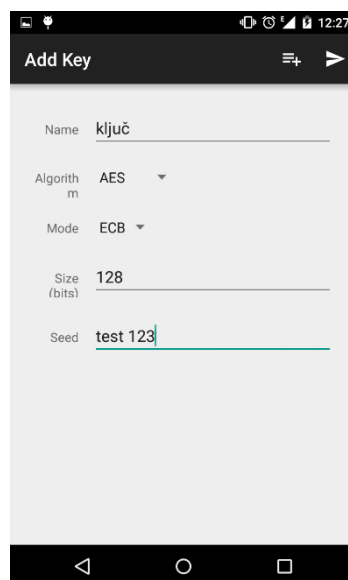 12:27
Add Key
Name ključ
Algorith
m AES
Mode ECB
Size
(bits) 128
Seed test 123